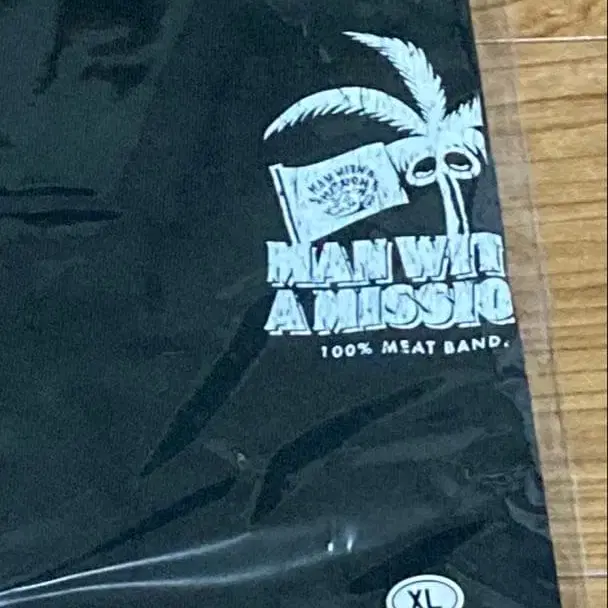 MAN WIT
A MISSIO
100% MEAT BAND.
XL